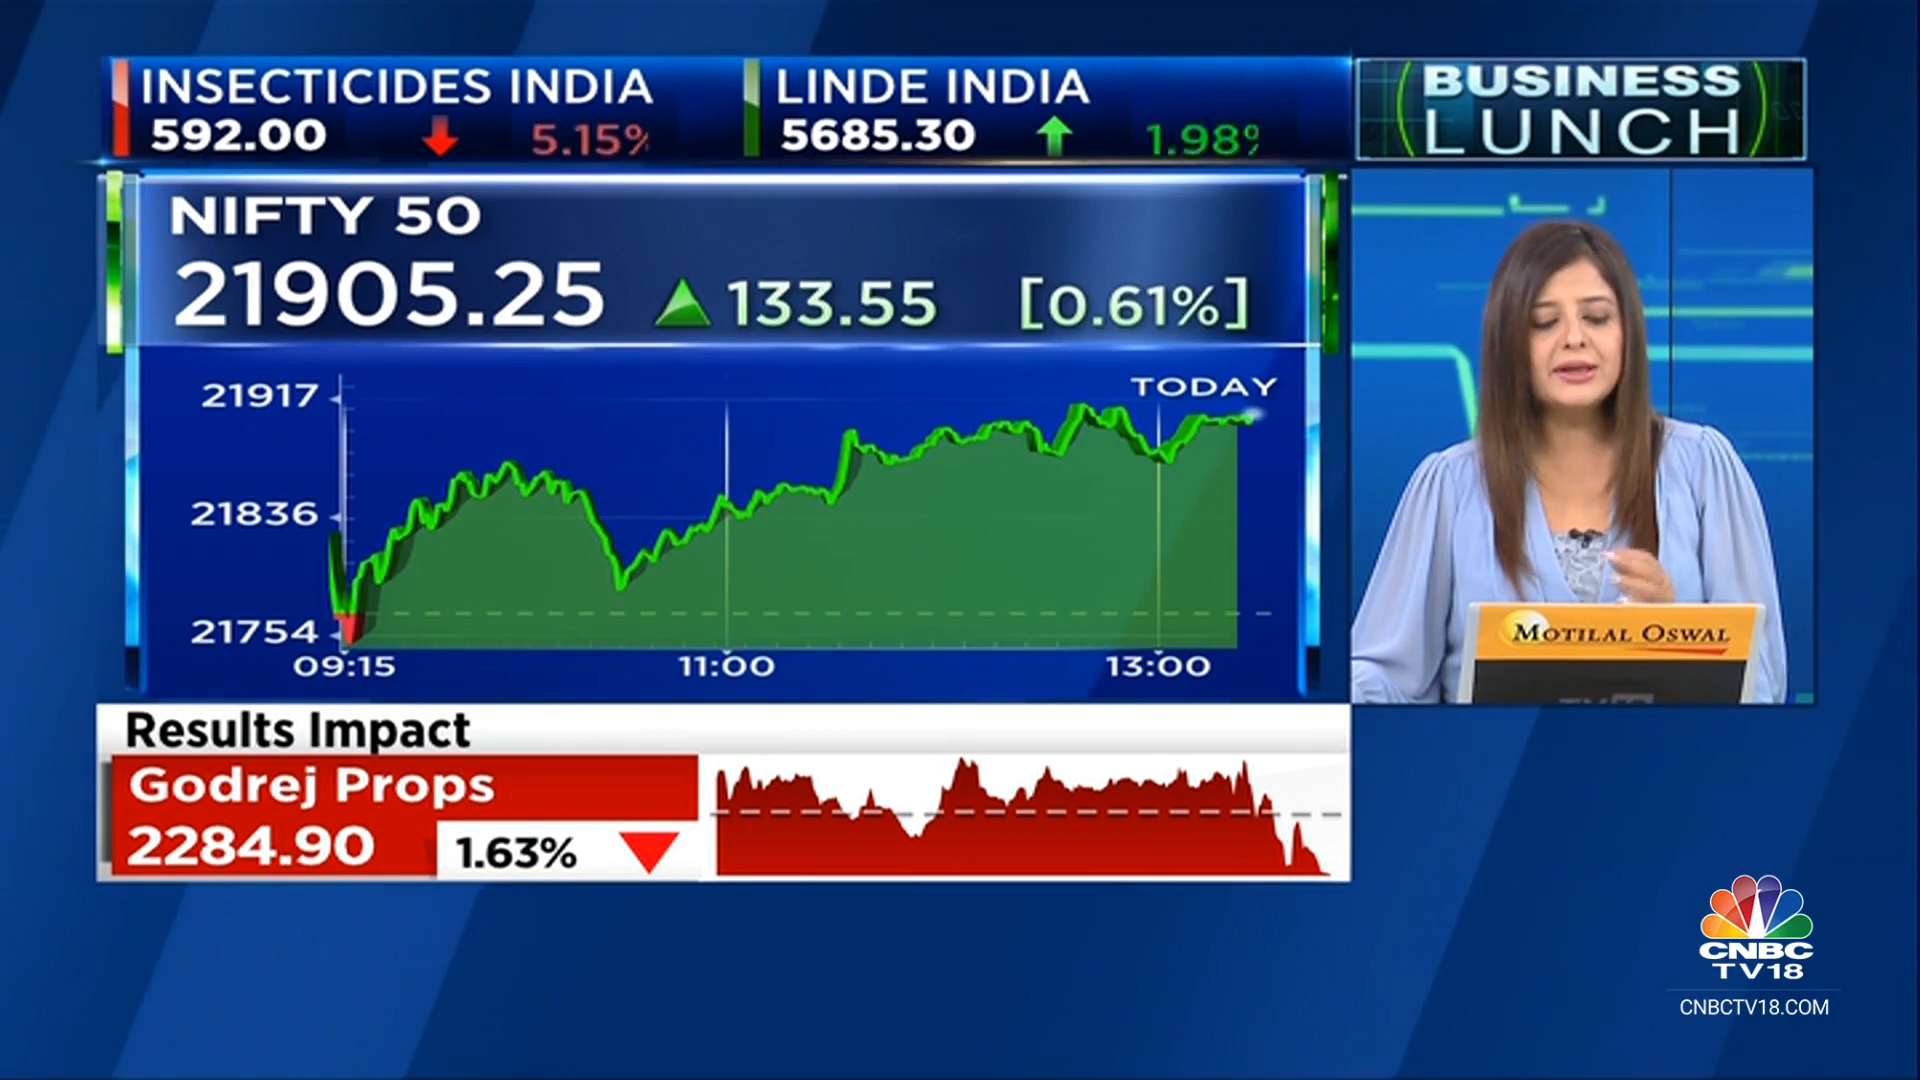 INSECTICIDES INDIA
592.00 5.15%
LINDE INDIA
5685.30 1.98%
BUSINESS
LUNCH
NIFTY 50
21905.25 133.55 [0.61%]
TODAY
21917
21836
21754
09:15 11:00 13:00
MOTILAL OSWAL
Results Impact
Godrej Props
2284.90 1.63%
CNBC
TV18
CNBCTV18.COM